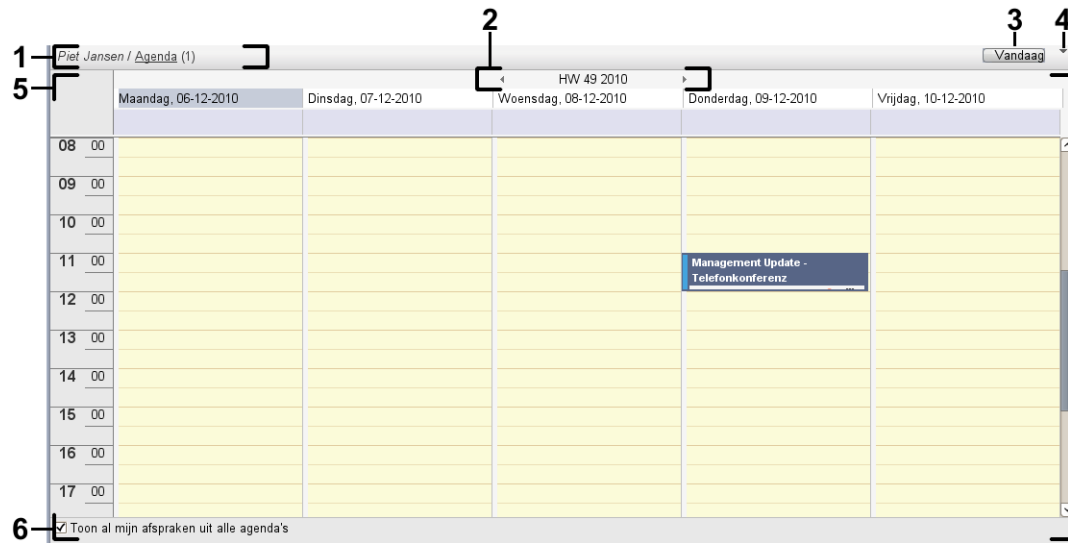 2 3 4
1 Piet Jansen / Agenda (1) Vandaag
5 HW 49 2010
Maandag, 06-12-2010 Dinsdag, 07-12-2010 Woensdag, 08-12-2010 Donderdag, 09-12-2010 Vrijdag, 10-12-2010
08 00
09 00
10 00
11 00 Management Update -
Telefonkonferenz
12 00
13 00
14 00
15 00
16 00
17 00
6 Toon al mijn afspraken uit alle agenda's